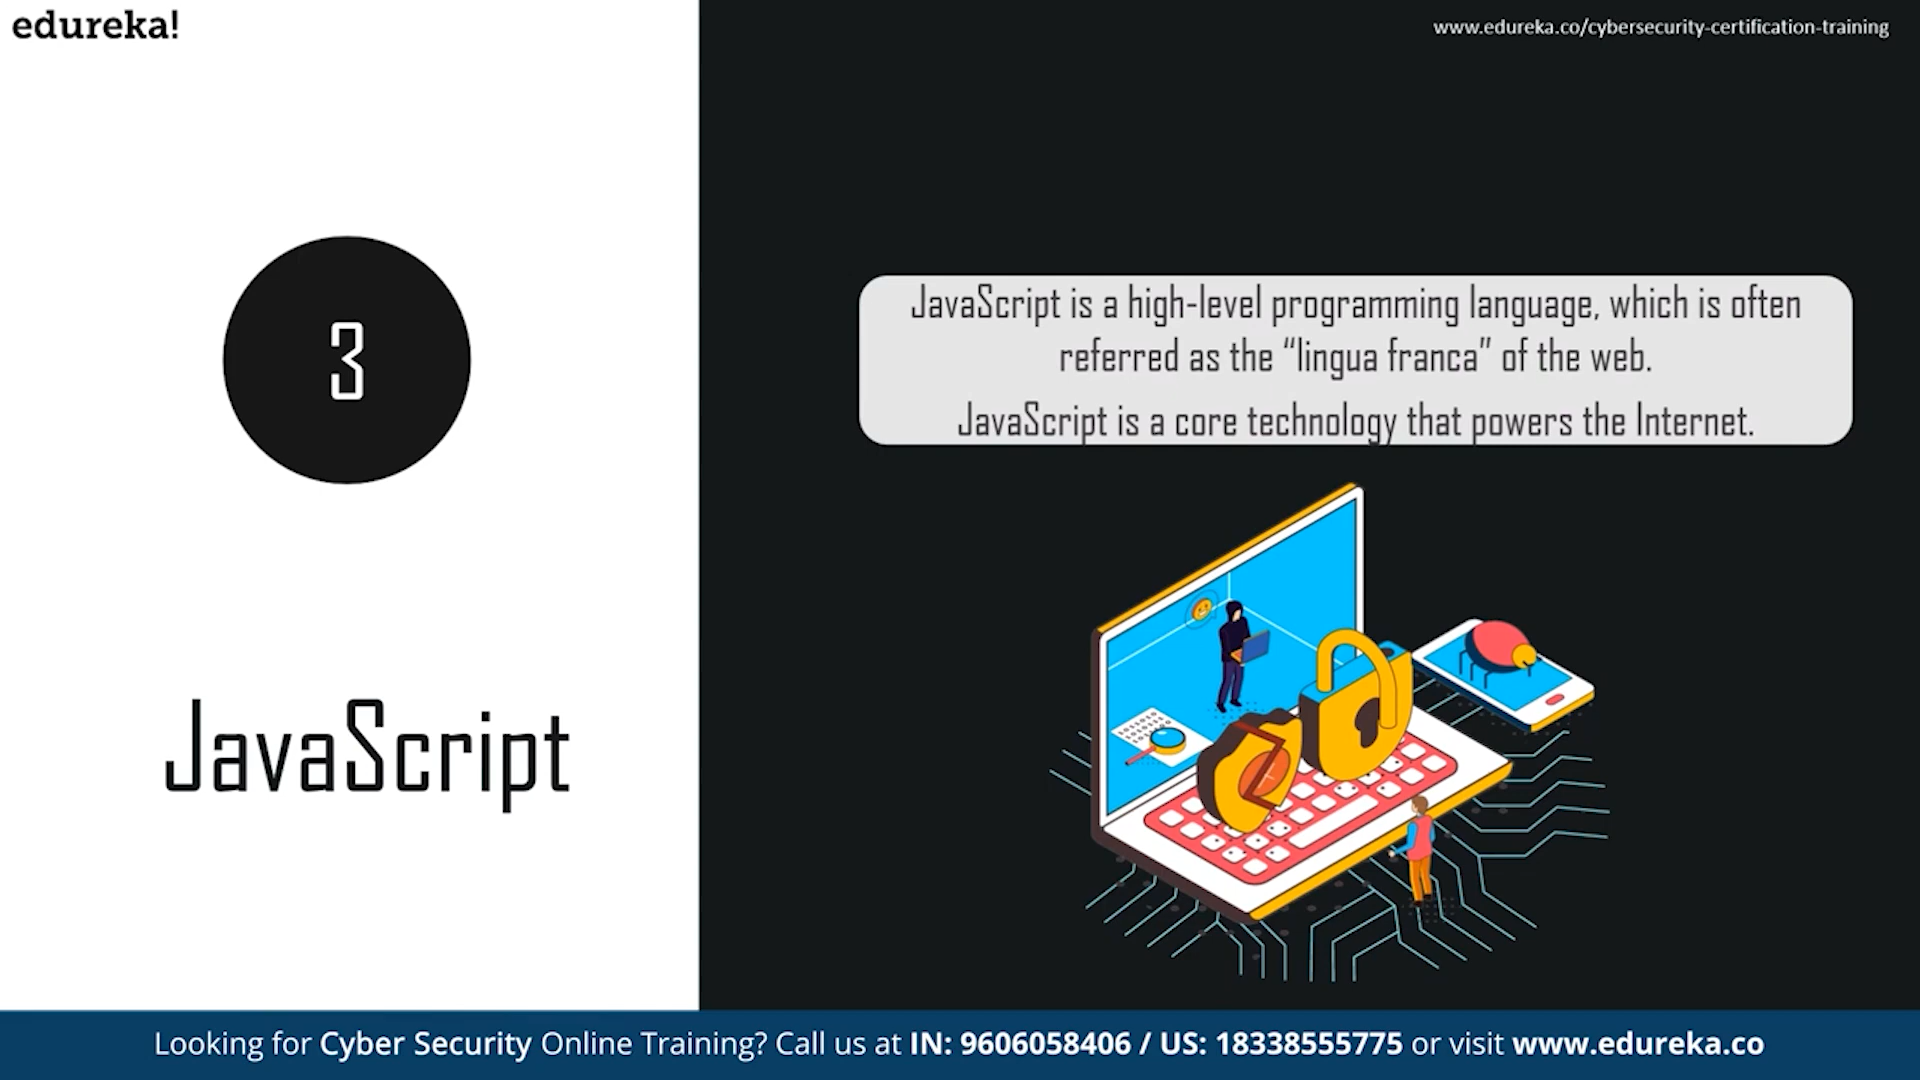 edureka!
www.edureka.co/cybersecurity-certification-training
3
JavaScript
JavaScript is a high-level programming language, which is often
referred as the “lingua franca” of the web.
JavaScript is a core technology that powers the Internet.
Looking for Cyber Security Online Training? Call us at IN: 9606058406 / US: 18338555775 or visit www.edureka.co